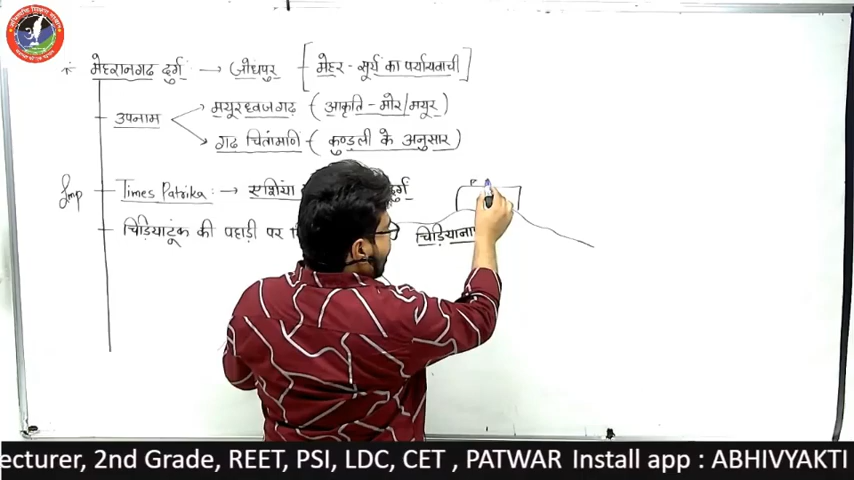 मेहरानगढ दुर्ग → जोधपुर - [मेहर - सूर्य का पर्यायवाची]
उपनाम
मयूरध्वजगढ़ (आकृति - मोर/मयूर)
गढ चिंतामणि - (कुण्डली के अनुसार)
Imp - Times Patrika :- → एशिया दुर्ग
चिड़ियाटूंक की पहाड़ी पर
ecturer, 2nd Grade, REET, PSI, LDC, CET , PATWAR Install app : ABHIVYAKTI